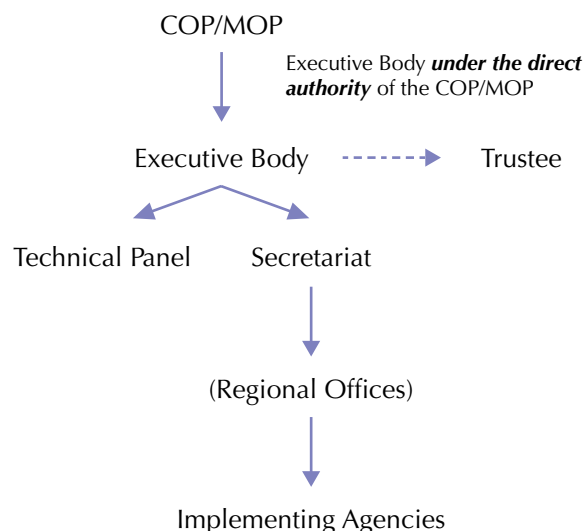 COP/MOP
Executive Body under the direct
authority of the COP/MOP
Executive Body
Trustee
Technical Panel
Secretariat
(Regional Offices)
Implementing Agencies